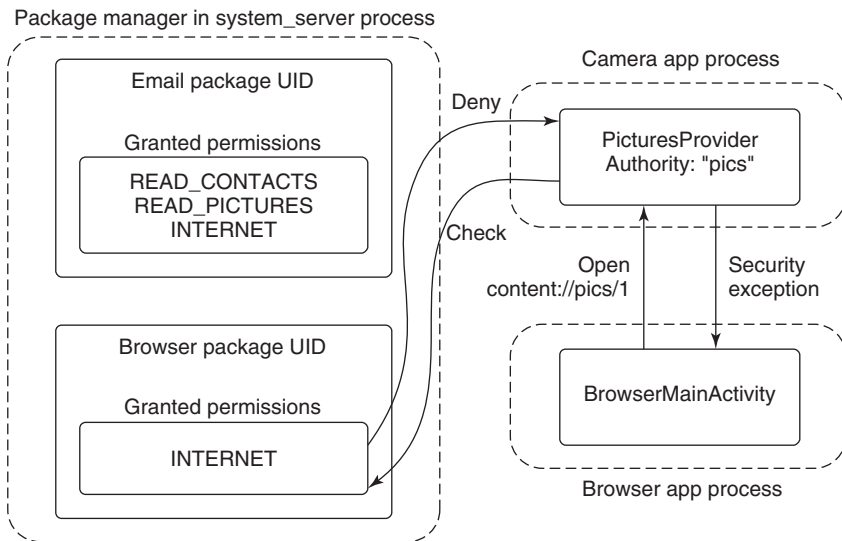 Package manager in system_server process
Email package UID
Granted permissions
READ_CONTACTS
READ_PICTURES
INTERNET
Browser package UID
Granted permissions
INTERNET
Deny
Check
Camera app process
PicturesProvider
Authority: "pics"
Open
content://pics/1
Security
exception
BrowserMainActivity
Browser app process